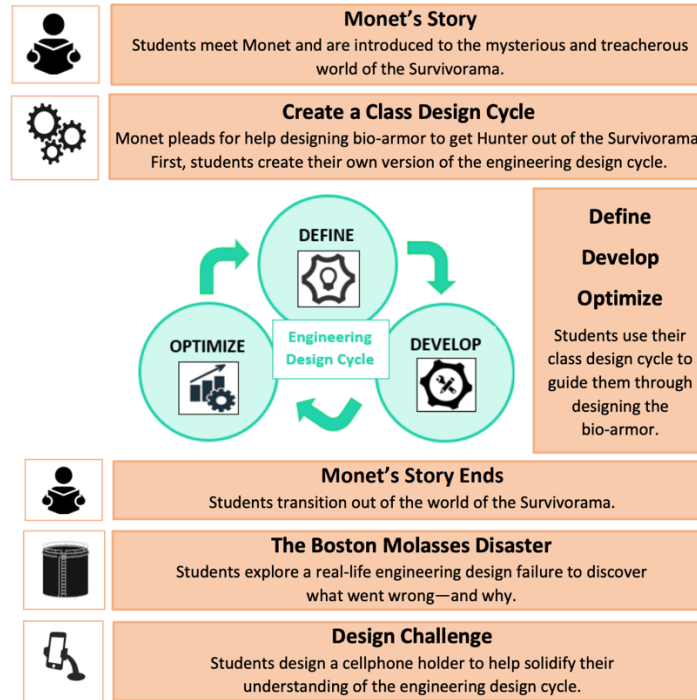 Monet's Story
Students meet Monet and are introduced to the mysterious and treacherous
world of the Survivorama.
Create a Class Design Cycle
Monet pleads for help designing bio-armor to get Hunter out of the Survivorama
First, students create their own version of the engineering design cycle.
DEFINE
OPTIMIZE
Engineering
Design Cycle
DEVELOP
Define
Develop
Optimize
Students use their
class design cycle to
guide them through
designing the
bio-armor.
Monet's Story Ends
Students transition out of the world of the Survivorama.
The Boston Molasses Disaster
Students explore a real-life engineering design failure to discover
what went wrong—and why.
Design Challenge
Students design a cellphone holder to help solidify their
understanding of the engineering design cycle.